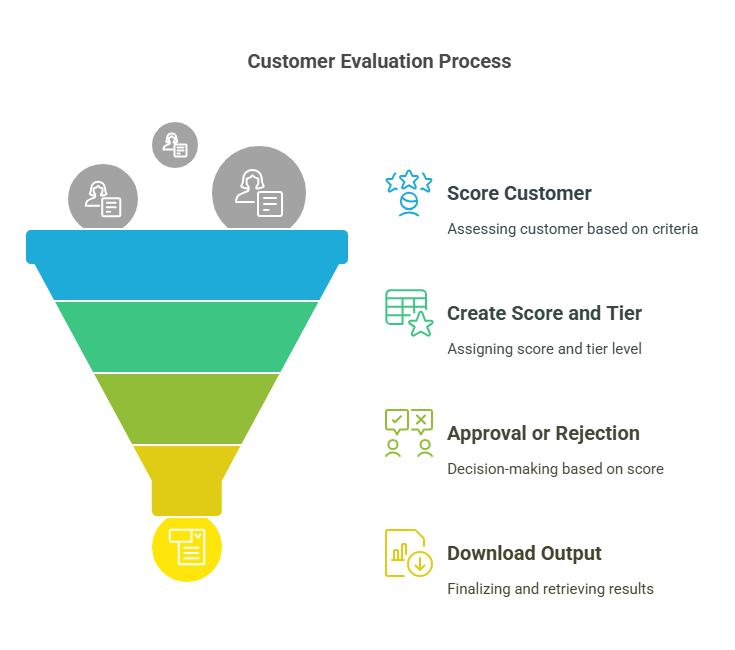 Customer Evaluation Process
Score Customer
Assessing customer based on criteria
Create Score and Tier
Assigning score and tier level
Approval or Rejection
Decision-making based on score
Download Output
Finalizing and retrieving results